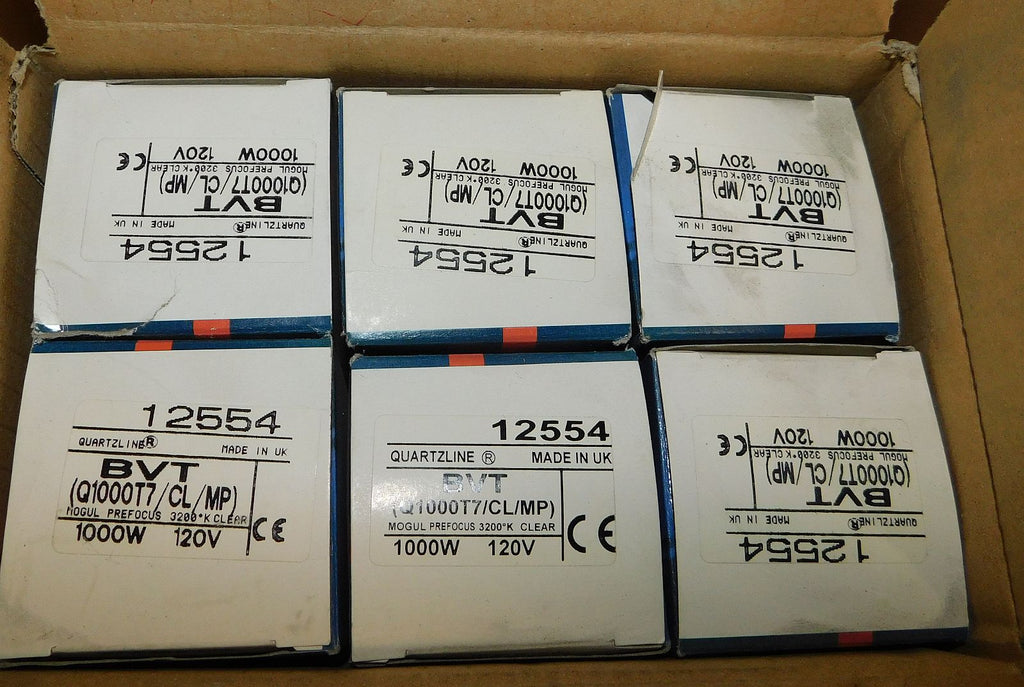 12554
QUARTZLINE® MADE IN UK
BVT
(Q1000T7/CL/MP)
MOGUL PREFOCUS 3200°K CLEAR
1000W 120V
CE
12554
QUARTZLINE® MADE IN UK
BVT
(Q1000T7/CL/MP)
MOGUL PREFOCUS 3200°K CLEAR
1000W 120V
CE
12554
QUARTZLINE® MADE IN UK
BVT
(Q1000T7/CL/MP)
MOGUL PREFOCUS 3200°K CLEAR
1000W 120V
CE
12554
QUARTZLINE® MADE IN UK
BVT
(Q1000T7/CL/MP)
MOGUL PREFOCUS 3200°K CLEAR
1000W 120V
CE
12554
QUARTZLINE ® MADE IN UK
BVT
(Q1000T7/CL/MP)
MOGUL PREFOCUS 3200°K CLEAR
1000W 120V
CE
12554
QUARTZLINE® MADE IN UK
BVT
(Q1000T7/CL/MP)
MOGUL PREFOCUS 3200°K CLEAR
1000W 120V
CE